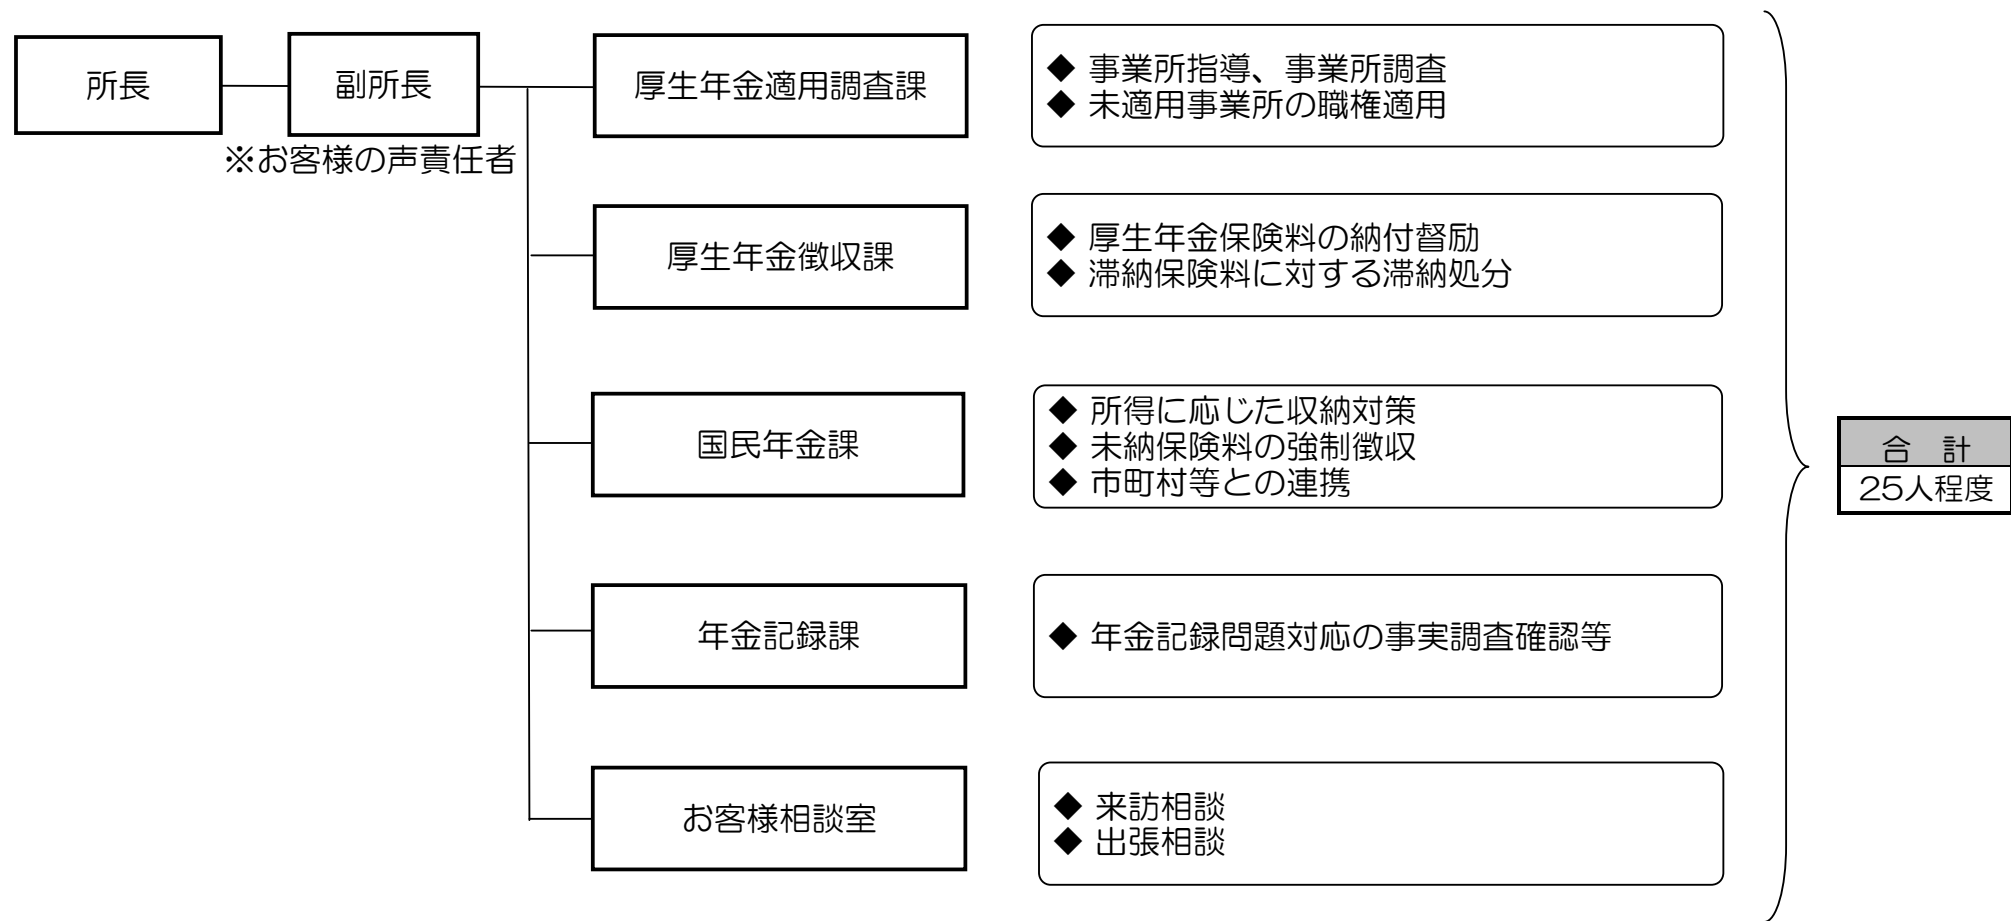 所長
副所長
※お客様の声責任者
厚生年金適用調査課
◆ 事業所指導、事業所調査
◆ 未適用事業所の職権適用
厚生年金徴収課
◆ 厚生年金保険料の納付督励
◆ 滞納保険料に対する滞納処分
国民年金課
◆ 所得に応じた収納対策
◆ 未納保険料の強制徴収
◆ 市町村等との連携
年金記録課
◆ 年金記録問題対応の事実調査確認等
お客様相談室
◆ 来訪相談
◆ 出張相談
合 計
25人程度